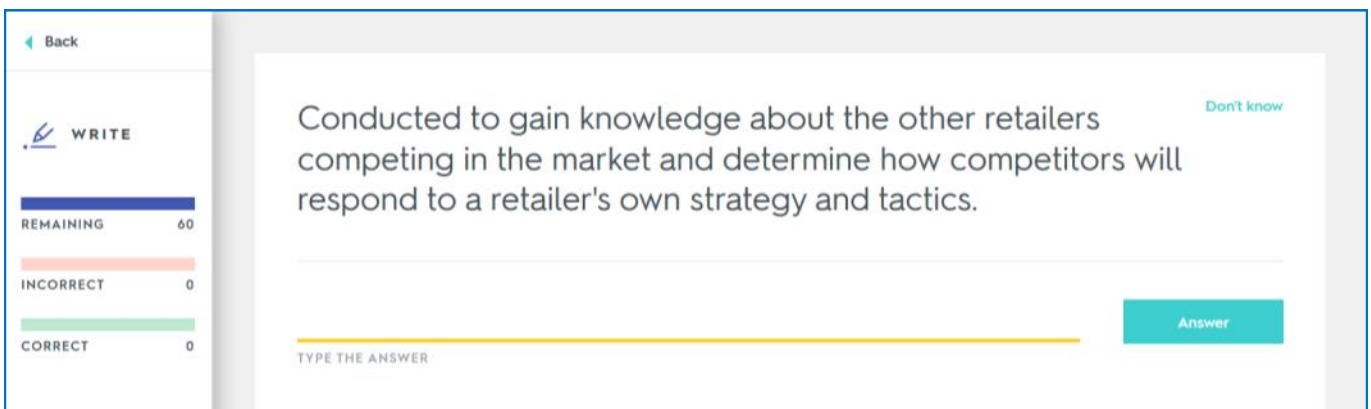 Back
WRITE
REMAINING 60
INCORRECT 0
CORRECT 0
Conducted to gain knowledge about the other retailers
competing in the market and determine how competitors will
respond to a retailer's own strategy and tactics.
Don't know
Answer
TYPE THE ANSWER